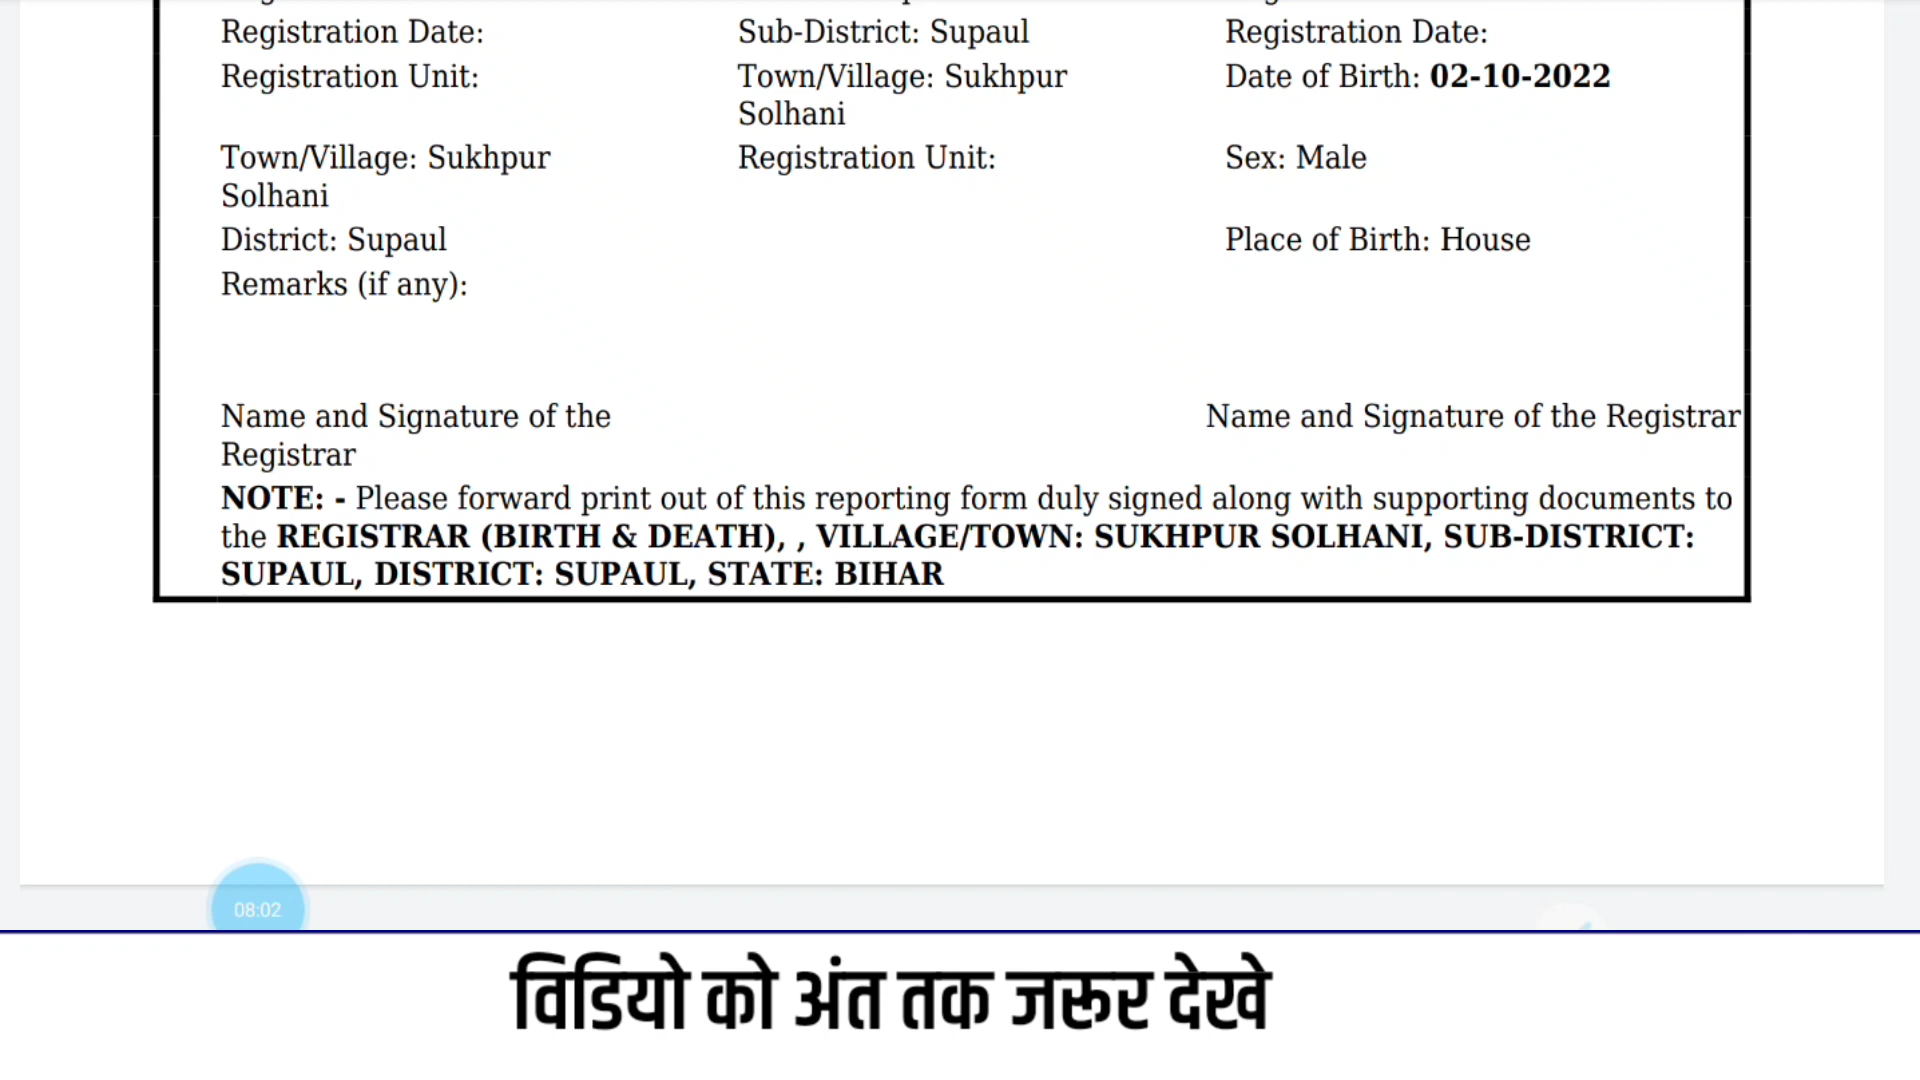 Registration Date: Sub-District: Supaul Registration Date:
Registration Unit: Town/Village: Sukhpur Date of Birth: 02-10-2022
Solhani
Town/Village: Sukhpur Registration Unit: Sex: Male
Solhani
District: Supaul Place of Birth: House
Remarks (if any):
Name and Signature of the Name and Signature of the Registrar
Registrar
NOTE: - Please forward print out of this reporting form duly signed along with supporting documents to
the REGISTRAR (BIRTH & DEATH), , VILLAGE/TOWN: SUKHPUR SOLHANI, SUB-DISTRICT:
SUPAUL, DISTRICT: SUPAUL, STATE: BIHAR
08:02
विडियो को अंत तक जरूर देखे